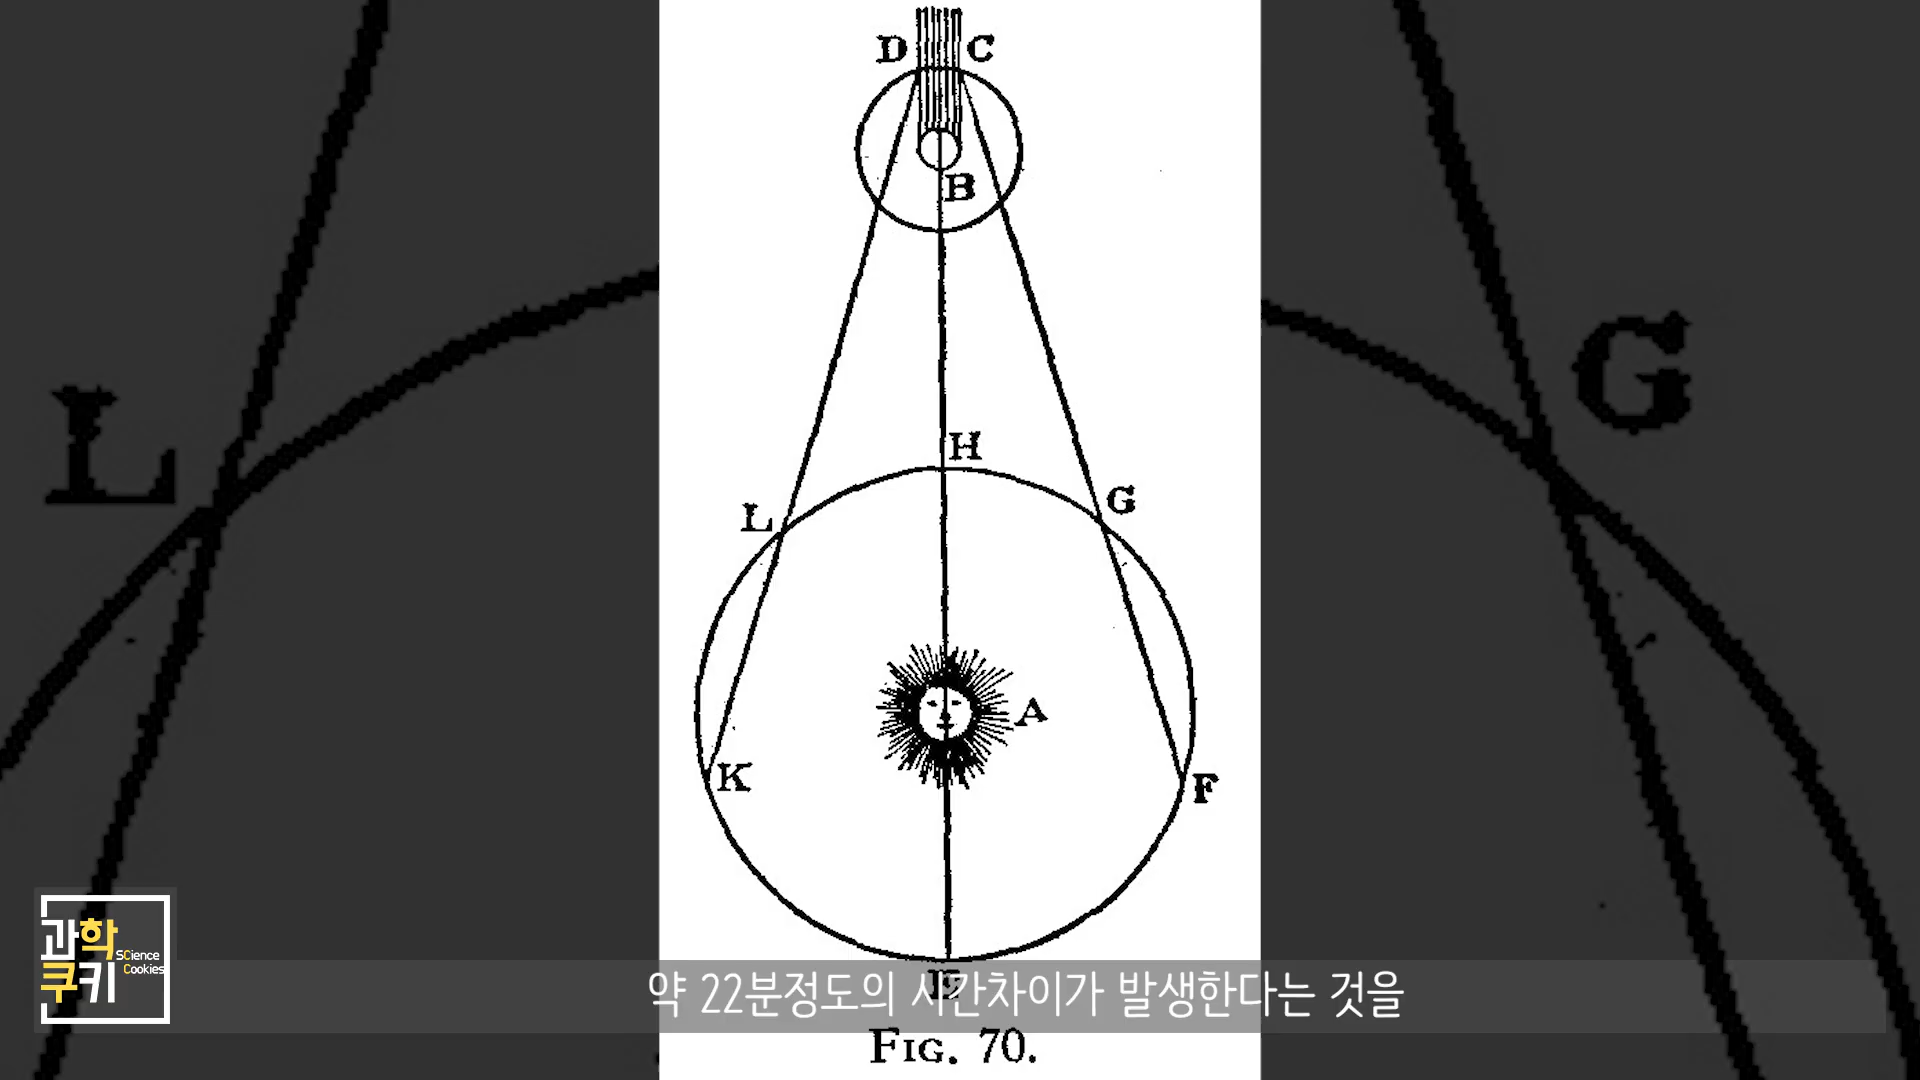 D C
B
H
L G
L
G
A
K
F
E
과학
쿠키
SCience
Cookies
약 22분정도의 시간차이가 발생한다는 것을
FIG. 70.